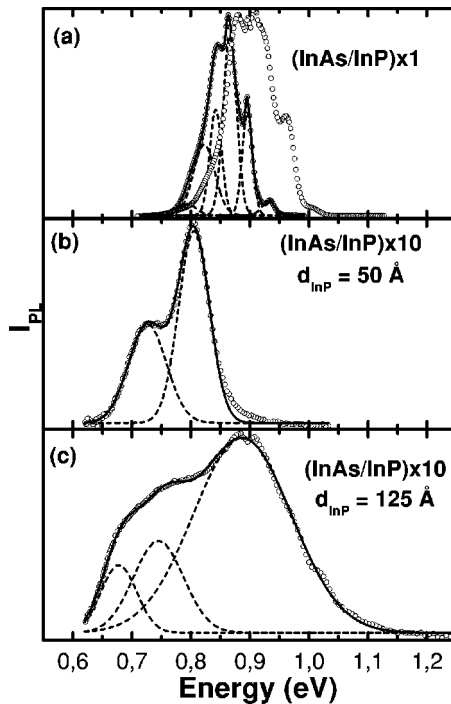 (a)
(InAs/InP)x1
(b)
(InAs/InP)x10
d_InP = 50 Å
I_PL
(c)
(InAs/InP)x10
d_InP = 125 Å
0,6 0,7 0,8 0,9 1,0 1,1 1,2
Energy (eV)